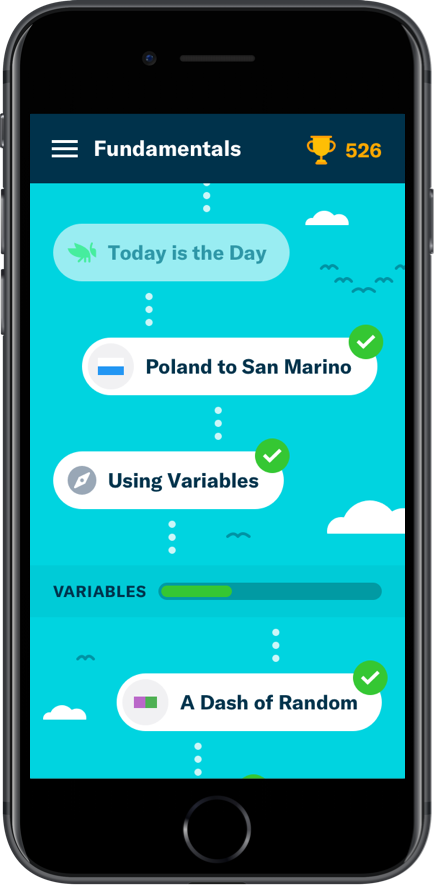 Fundamentals
526
Today is the Day
Poland to San Marino
Using Variables
VARIABLES
A Dash of Random